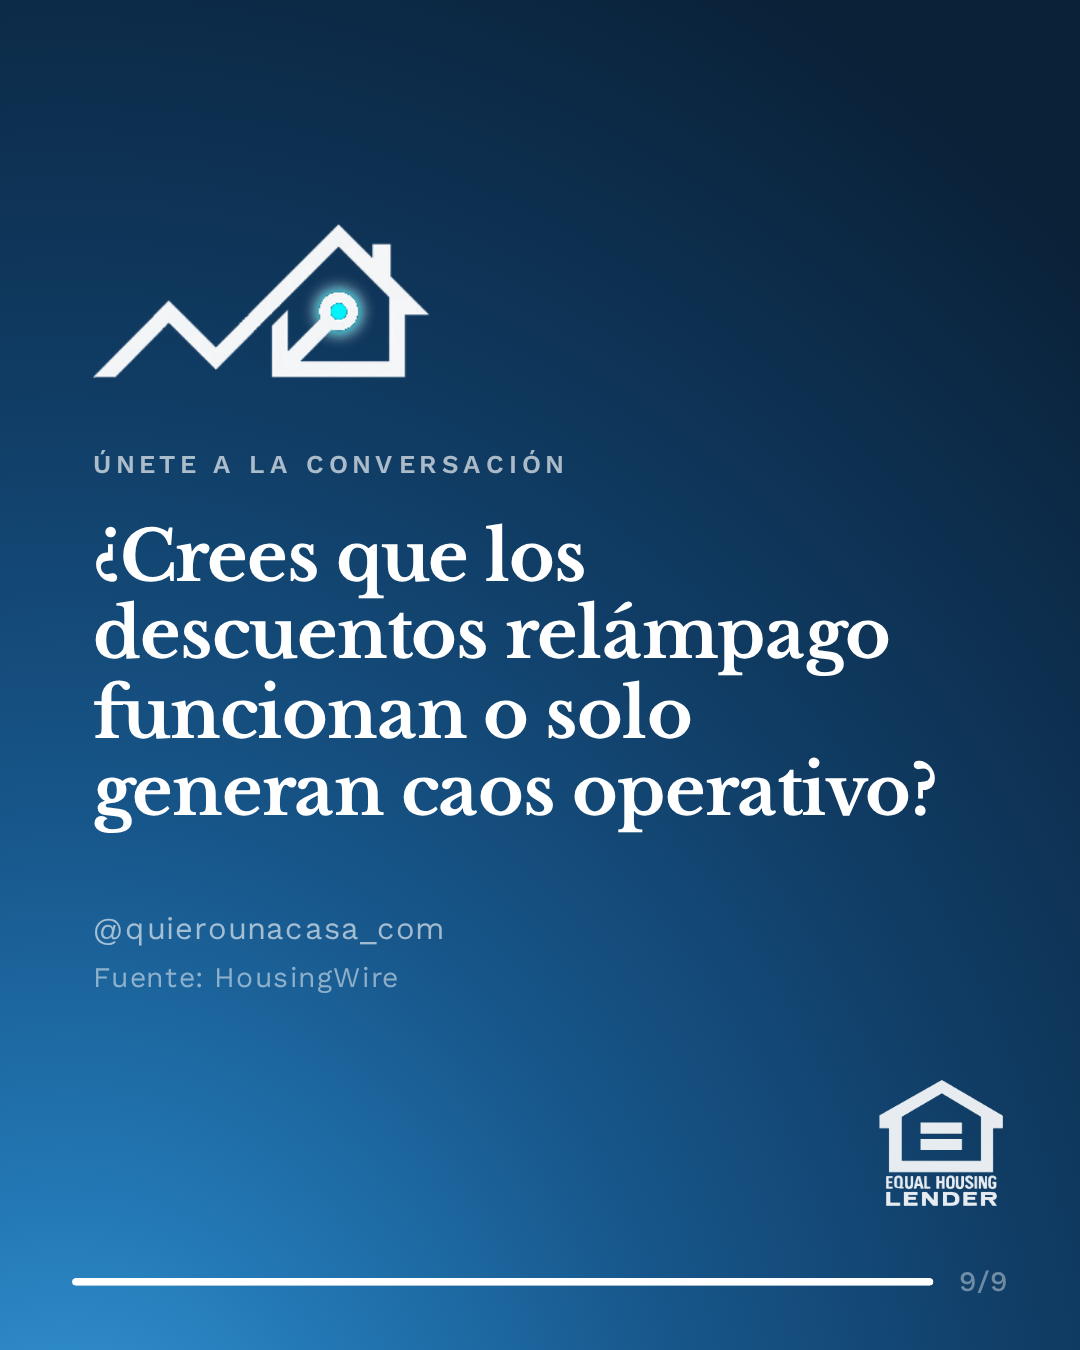 ÚNETE A LA CONVERSACIÓN
¿Crees que los
descuentos relámpago
funcionan o solo
generan caos operativo?
@quierounacasa_com
Fuente: HousingWire
EQUAL HOUSING
LENDER
9/9